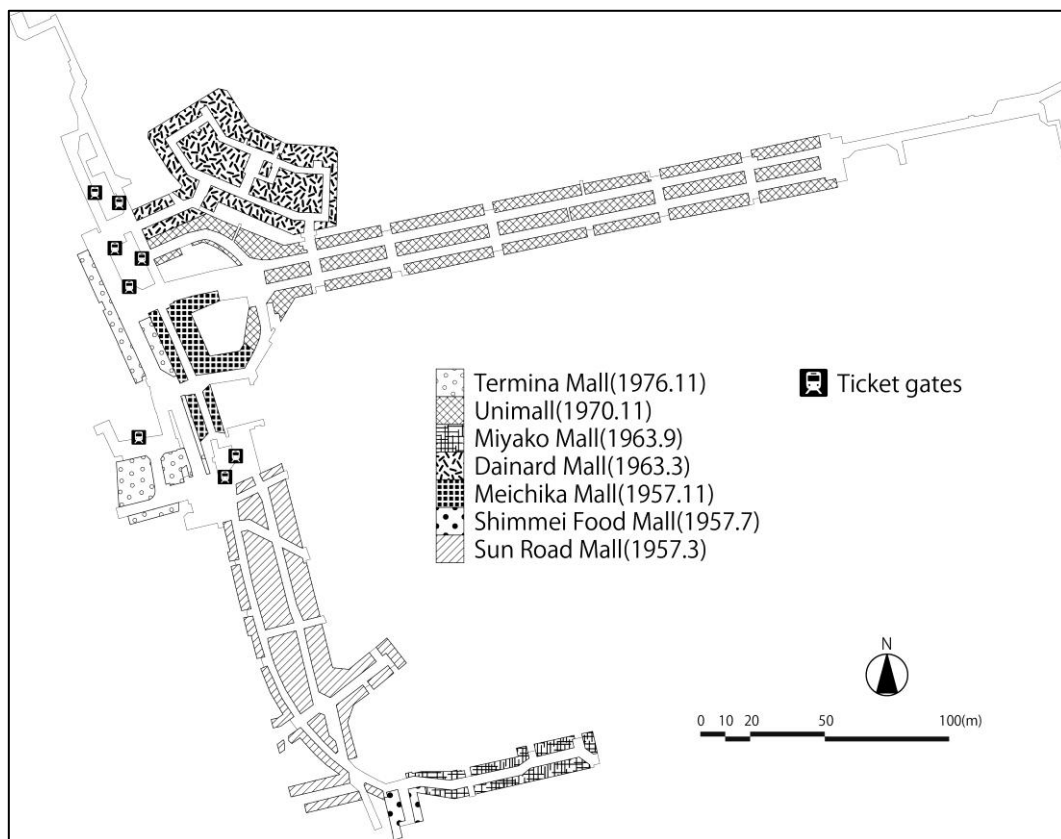 Termina Mall(1976.11)
Unimall(1970.11)
Miyako Mall(1963.9)
Dainard Mall(1963.3)
Meichika Mall(1957.11)
Shimmei Food Mall(1957.7)
Sun Road Mall(1957.3)
Ticket gates
N
0 10 20 50 100(m)